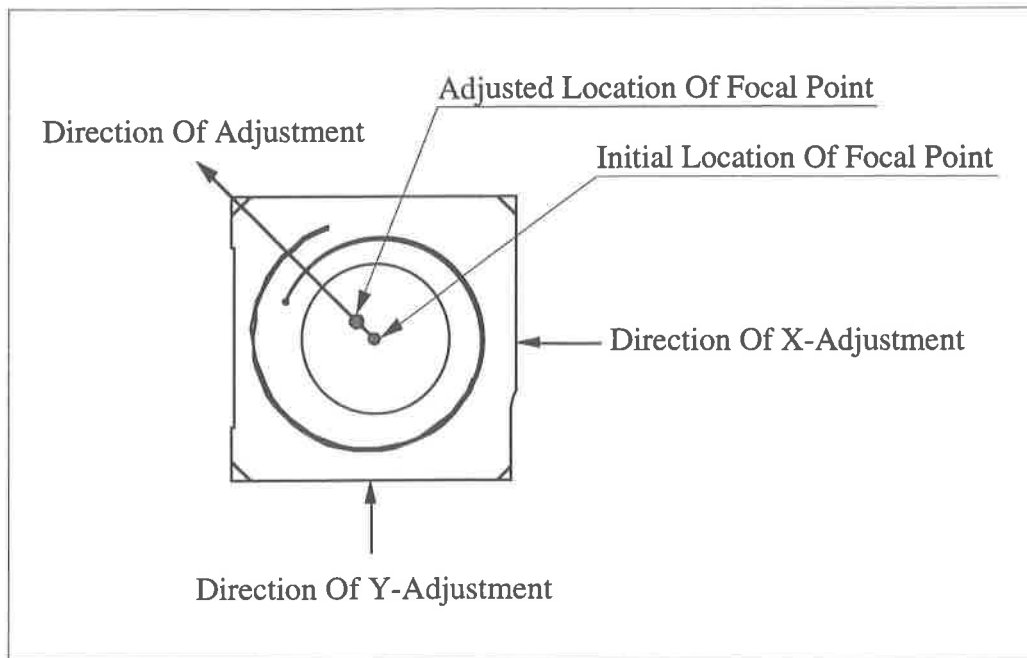 Adjusted Location Of Focal Point
Direction Of Adjustment
Initial Location Of Focal Point
Direction Of X-Adjustment
Direction Of Y-Adjustment